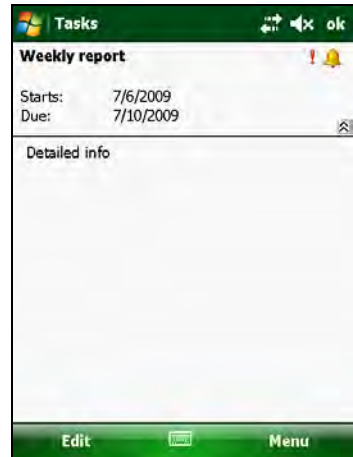 Tasks ok
Weekly report
Starts: 7/6/2009
Due: 7/10/2009
Detailed info
Edit Menu